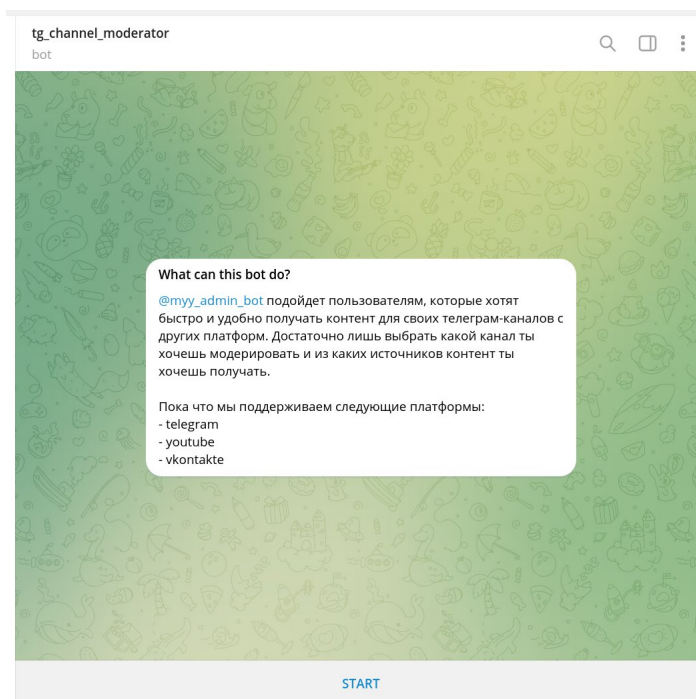 tg_channel_moderator
bot
What can this bot do?
@myy_admin_bot подойдет пользователям, которые хотят
быстро и удобно получать контент для своих телеграм-каналов с
других платформ. Достаточно лишь выбрать какой канал ты
хочешь модерировать и из каких источников контент ты
хочешь получать.
Пока что мы поддерживаем следующие платформы:
- telegram
- youtube
- vkontakte
START